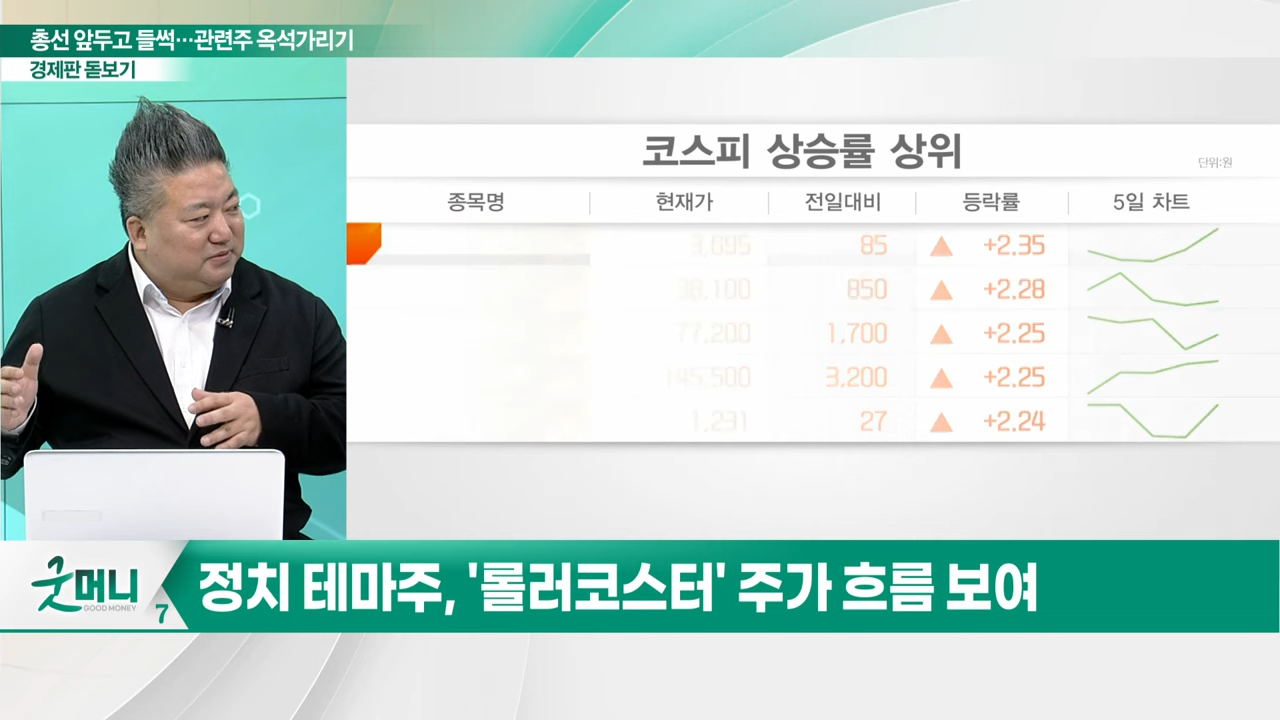 총선 앞두고 들썩…관련주 옥석가리기
경제판 돋보기
코스피 상승률 상위
단위:원
종목명 현재가 전일대비 등락률 5일 차트
3,695 85 ▲ +2.35
38,100 850 ▲ +2.28
77,200 1,700 ▲ +2.25
145,500 3,200 ▲ +2.25
1,231 27 ▲ +2.24
굿머니
GOOD MONEY
7
정치 테마주, '롤러코스터' 주가 흐름 보여